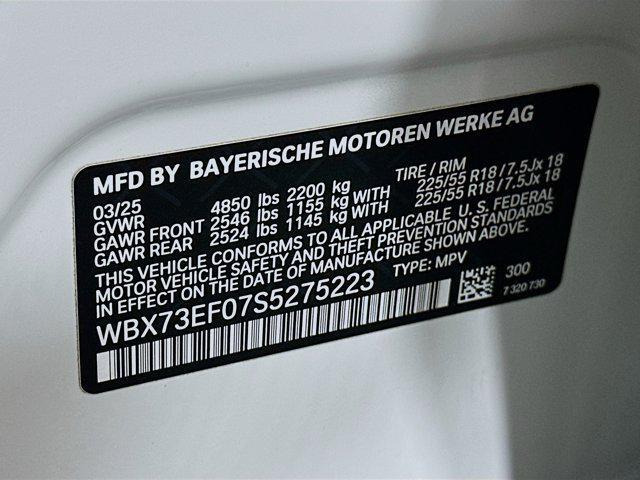 MFD BY BAYERISCHE MOTOREN WERKE AG
03/25 TIRE / RIM
GVWR 4850 lbs 2200 kg
GAWR FRONT 2546 lbs 1155 kg WITH 225/55 R18 / 7.5Jx 18
GAWR REAR 2524 lbs 1145 kg WITH 225/55 R18 / 7.5Jx 18
THIS VEHICLE CONFORMS TO ALL APPLICABLE U. S. FEDERAL
MOTOR VEHICLE SAFETY AND THEFT PREVENTION STANDARDS
IN EFFECT ON THE DATE OF MANUFACTURE SHOWN ABOVE.
WBX73EF07S5275223 TYPE: MPV 300
7 320 730